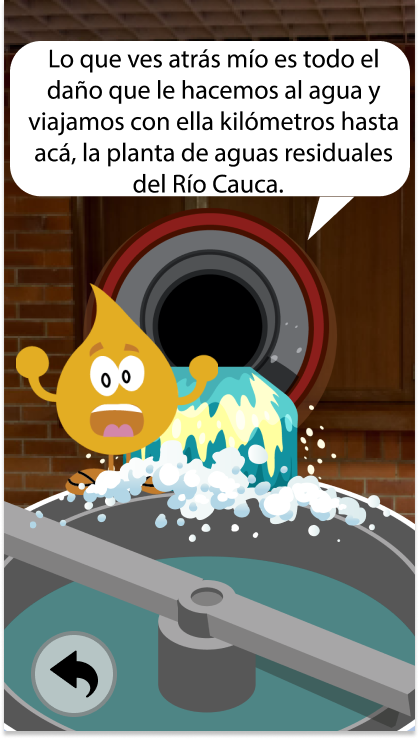 Lo que ves atrás mío es todo el
daño que le hacemos al agua y
viajamos con ella kilómetros hasta
acá, la planta de aguas residuales
del Río Cauca.